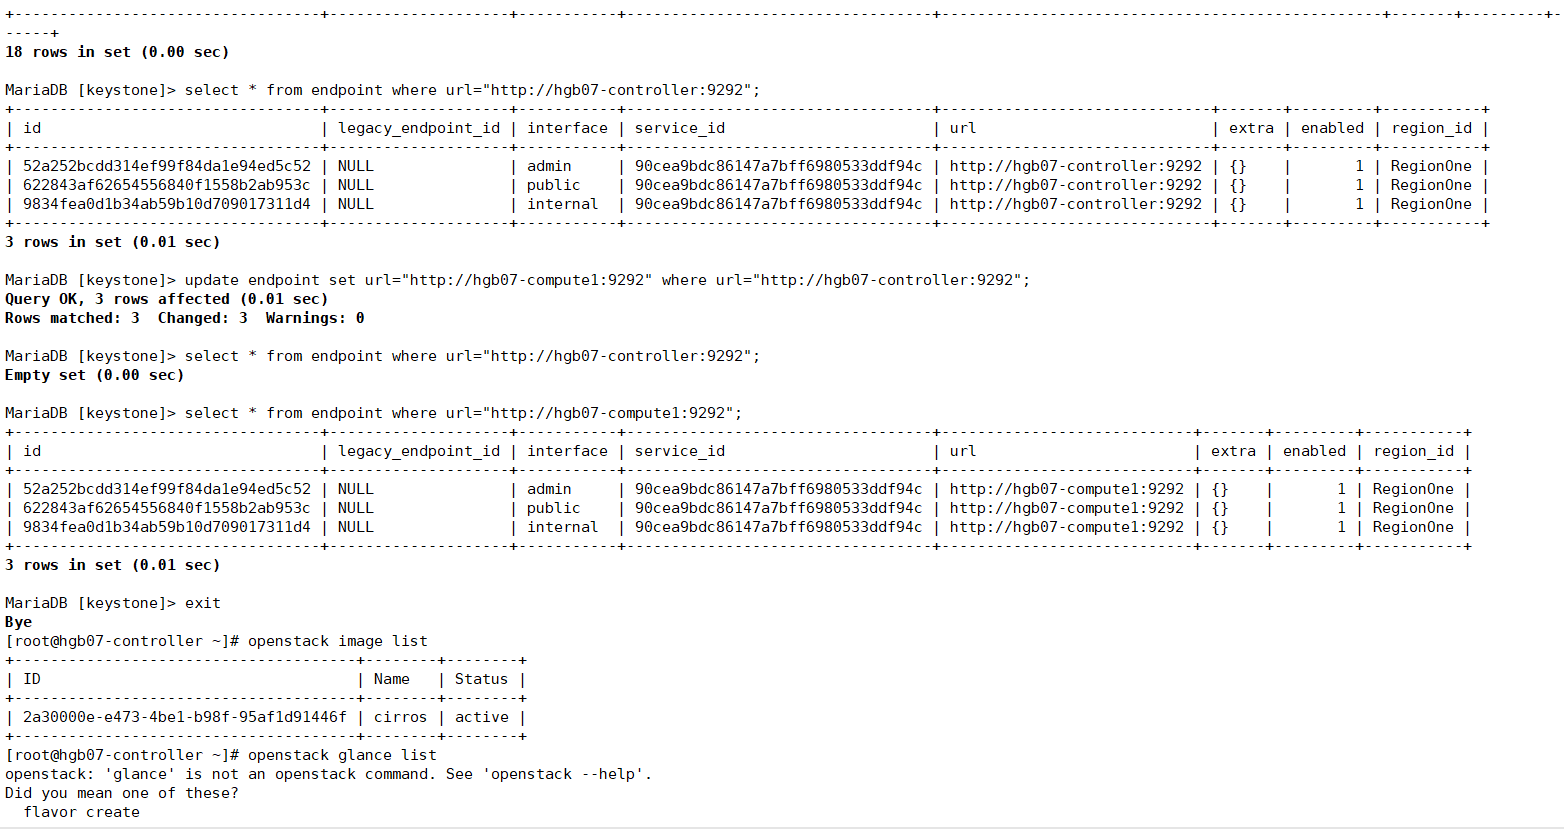 +----------------------------------+--------------------+-----------+----------------------------------+-------------------------------------------------+-------+---------+-
-----+
18 rows in set (0.00 sec)
MariaDB [keystone]> select * from endpoint where url="http://hgb07-controller:9292";
+----------------------------------+--------------------+-----------+----------------------------------+------------------------------+-------+---------+-----------+
| id                               | legacy_endpoint_id | interface | service_id                       | url                          | extra | enabled | region_id |
+----------------------------------+--------------------+-----------+----------------------------------+------------------------------+-------+---------+-----------+
| 52a252bcdd314ef99f84da1e94ed5c52 | NULL               | admin     | 90cea9bdc86147a7bff6980533ddf94c | http://hgb07-controller:9292 | {}    |       1 | RegionOne |
| 622843af62654556840f1558b2ab953c | NULL               | public    | 90cea9bdc86147a7bff6980533ddf94c | http://hgb07-controller:9292 | {}    |       1 | RegionOne |
| 9834fea0d1b34ab59b10d709017311d4 | NULL               | internal  | 90cea9bdc86147a7bff6980533ddf94c | http://hgb07-controller:9292 | {}    |       1 | RegionOne |
+----------------------------------+--------------------+-----------+----------------------------------+------------------------------+-------+---------+-----------+
3 rows in set (0.01 sec)
MariaDB [keystone]> update endpoint set url="http://hgb07-compute1:9292" where url="http://hgb07-controller:9292";
Query OK, 3 rows affected (0.01 sec)
Rows matched: 3  Changed: 3  Warnings: 0
MariaDB [keystone]> select * from endpoint where url="http://hgb07-controller:9292";
Empty set (0.00 sec)
MariaDB [keystone]> select * from endpoint where url="http://hgb07-compute1:9292";
+----------------------------------+--------------------+-----------+----------------------------------+----------------------------+-------+---------+-----------+
| id                               | legacy_endpoint_id | interface | service_id                       | url                        | extra | enabled | region_id |
+----------------------------------+--------------------+-----------+----------------------------------+----------------------------+-------+---------+-----------+
| 52a252bcdd314ef99f84da1e94ed5c52 | NULL               | admin     | 90cea9bdc86147a7bff6980533ddf94c | http://hgb07-compute1:9292 | {}    |       1 | RegionOne |
| 622843af62654556840f1558b2ab953c | NULL               | public    | 90cea9bdc86147a7bff6980533ddf94c | http://hgb07-compute1:9292 | {}    |       1 | RegionOne |
| 9834fea0d1b34ab59b10d709017311d4 | NULL               | internal  | 90cea9bdc86147a7bff6980533ddf94c | http://hgb07-compute1:9292 | {}    |       1 | RegionOne |
+----------------------------------+--------------------+-----------+----------------------------------+----------------------------+-------+---------+-----------+
3 rows in set (0.01 sec)
MariaDB [keystone]> exit
Bye
[root@hgb07-controller ~]# openstack image list
+--------------------------------------+--------+--------+
| ID                                   | Name   | Status |
+--------------------------------------+--------+--------+
| 2a30000e-e473-4be1-b98f-95af1d91446f | cirros | active |
+--------------------------------------+--------+--------+
[root@hgb07-controller ~]# openstack glance list
openstack: 'glance' is not an openstack command. See 'openstack --help'.
Did you mean one of these?
  flavor create